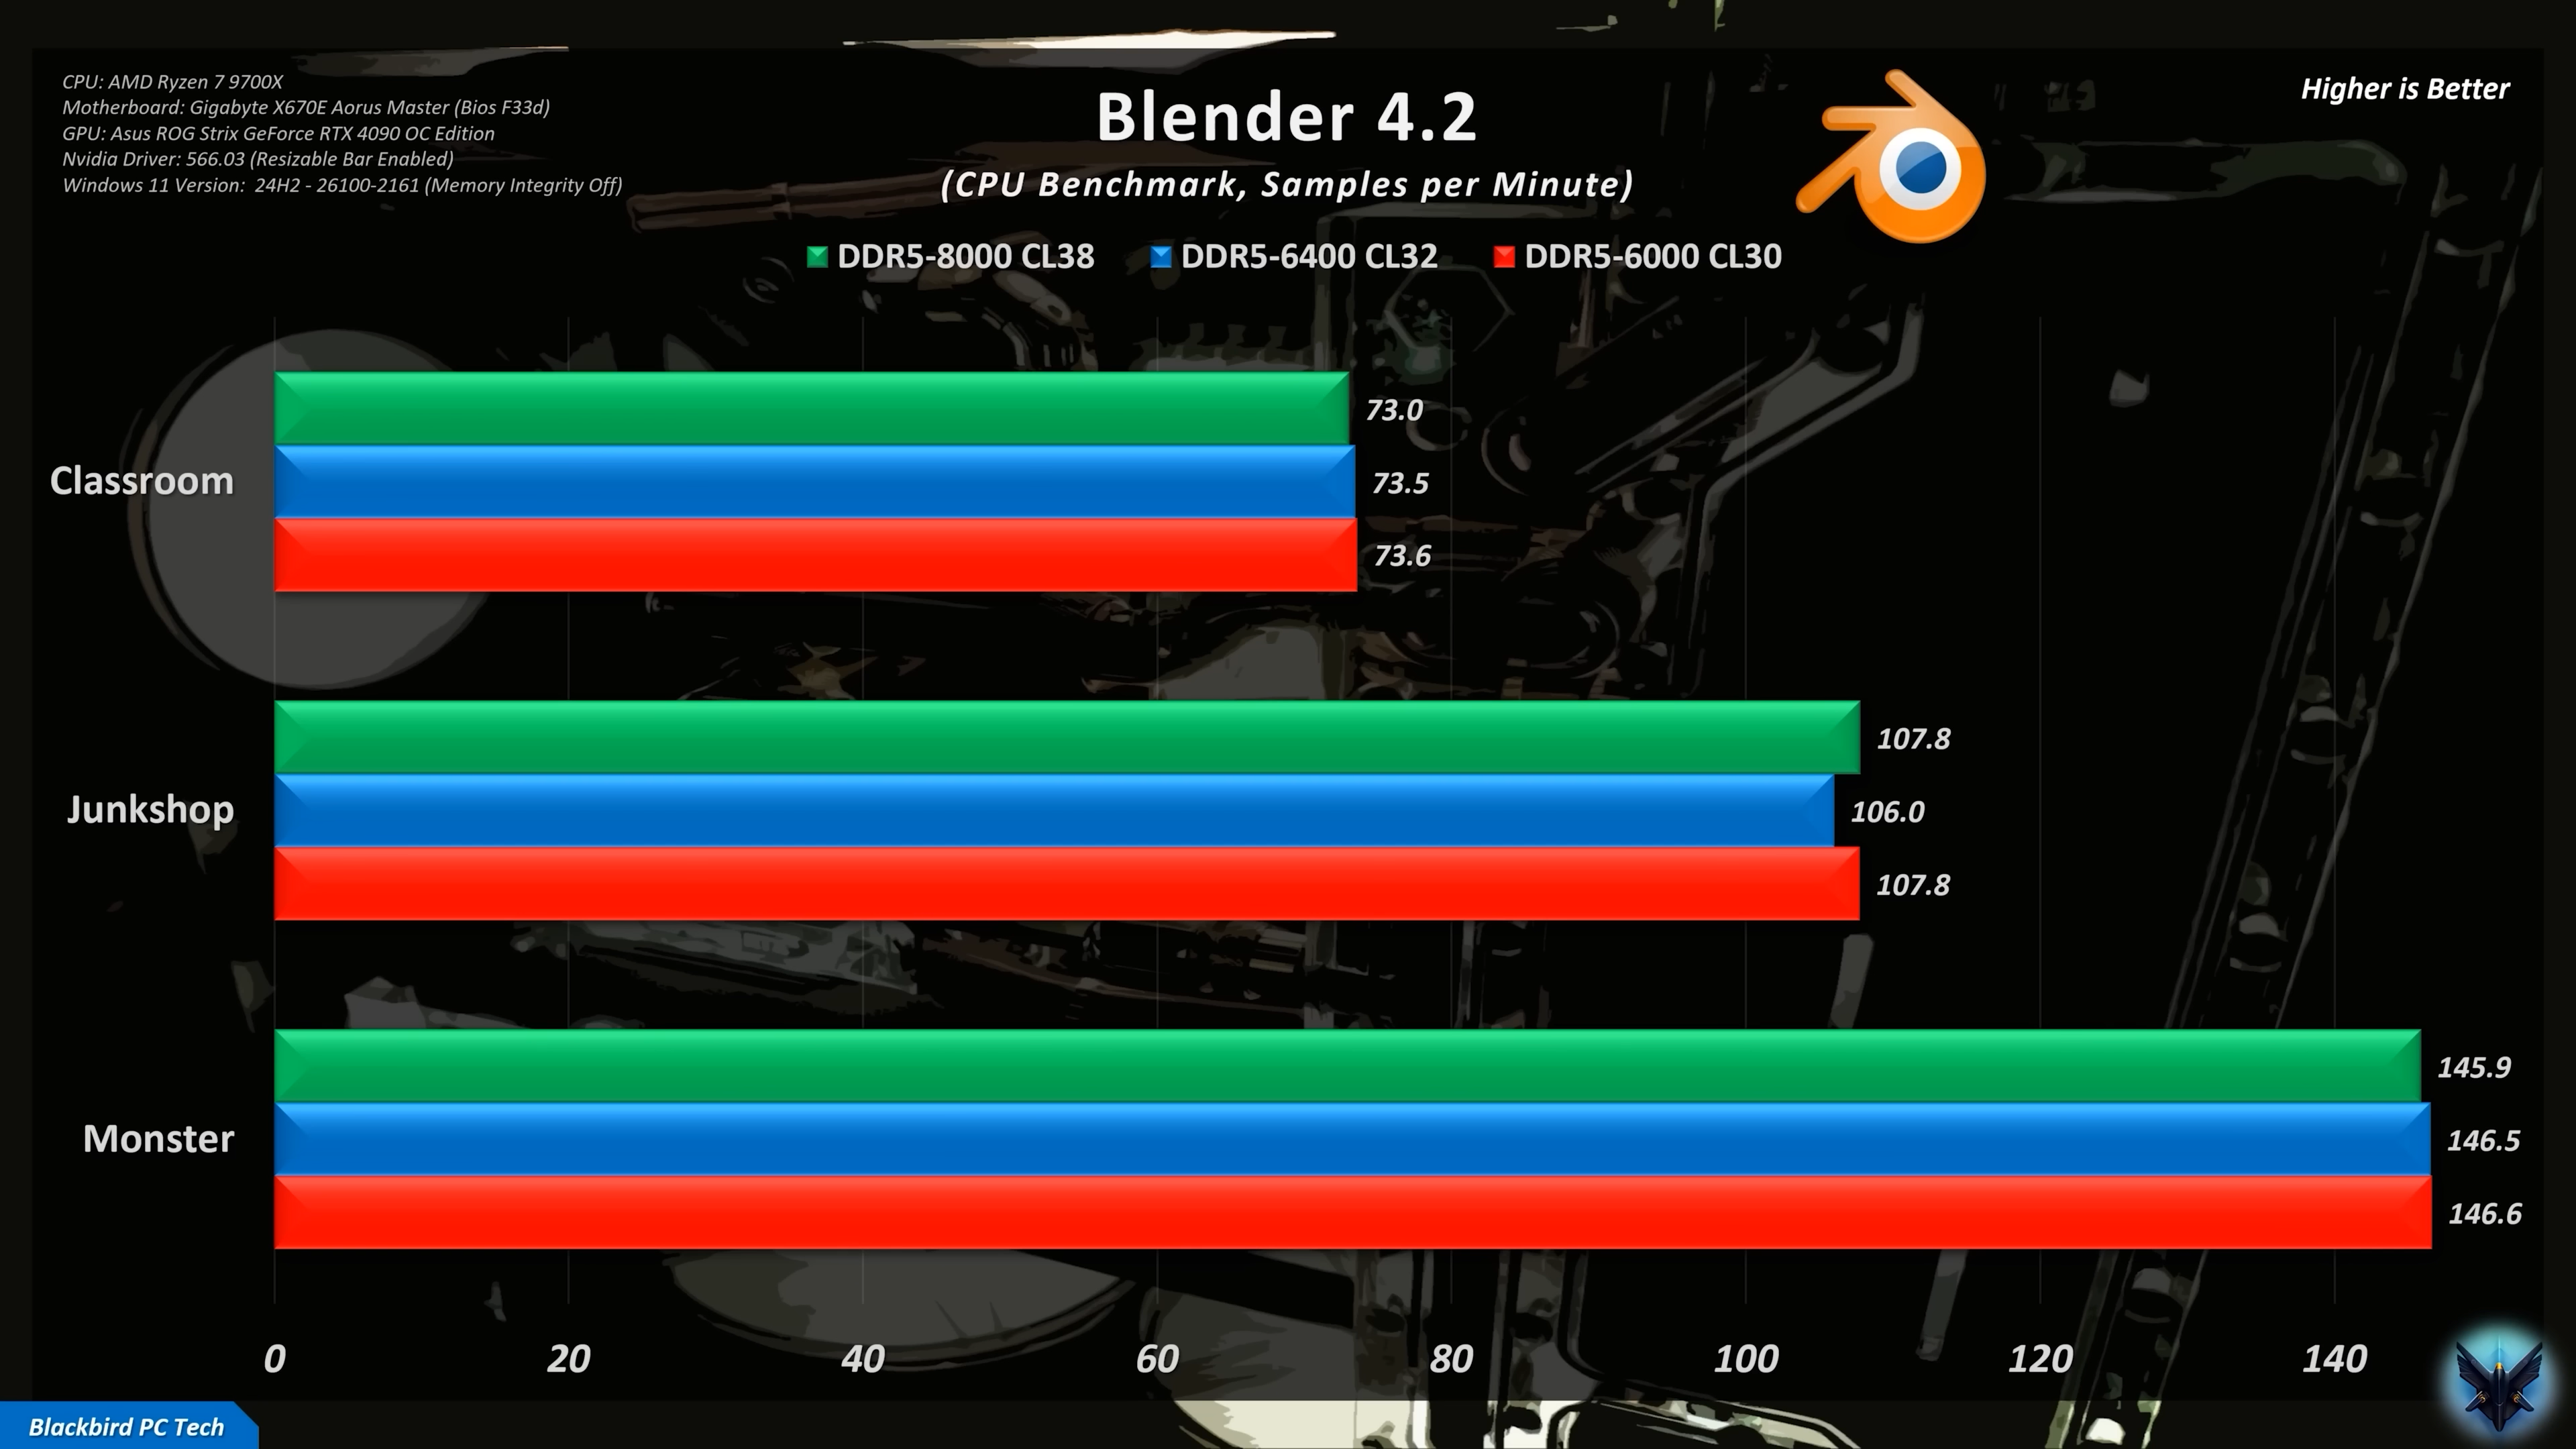 CPU: AMD Ryzen 7 9700X
Motherboard: Gigabyte X670E Aorus Master (Bios F33d)
GPU: Asus ROG Strix GeForce RTX 4090 OC Edition
Nvidia Driver: 566.03 (Resizable Bar Enabled)
Windows 11 Version:  24H2 - 26100-2161 (Memory Integrity Off)
Blender 4.2
(CPU Benchmark, Samples per Minute)
Higher is Better
DDR5-8000 CL38 DDR5-6400 CL32 DDR5-6000 CL30
73.0
Classroom 73.5
73.6
107.8
Junkshop 106.0
107.8
145.9
Monster 146.5
146.6
0 20 40 60 80 100 120 140
Blackbird PC Tech